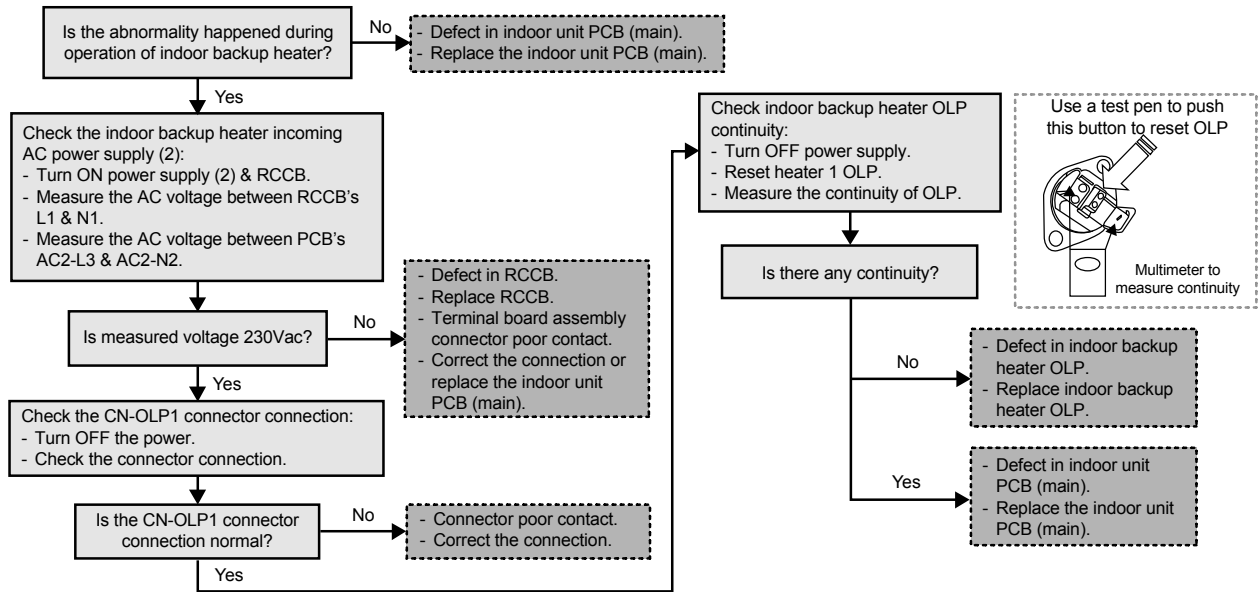 Is the abnormality happened during
operation of indoor backup heater?
No
- Defect in indoor unit PCB (main).
- Replace the indoor unit PCB (main).
Yes
Check the indoor backup heater incoming
AC power supply (2):
- Turn ON power supply (2) & RCCB.
- Measure the AC voltage between RCCB's
L1 & N1.
- Measure the AC voltage between PCB's
AC2-L3 & AC2-N2.
Is measured voltage 230Vac?
No
- Defect in RCCB.
- Replace RCCB.
- Terminal board assembly
connector poor contact.
- Correct the connection or
replace the indoor unit
PCB (main).
Yes
Check the CN-OLP1 connector connection:
- Turn OFF the power.
- Check the connector connection.
Is the CN-OLP1 connector
connection normal?
No
- Connector poor contact.
- Correct the connection.
Yes
Check indoor backup heater OLP
continuity:
- Turn OFF power supply.
- Reset heater 1 OLP.
- Measure the continuity of OLP.
Is there any continuity?
No
- Defect in indoor backup
heater OLP.
- Replace indoor backup
heater OLP.
Yes
- Defect in indoor unit
PCB (main).
- Replace the indoor unit
PCB (main).
Use a test pen to push
this button to reset OLP
Multimeter to
measure continuity